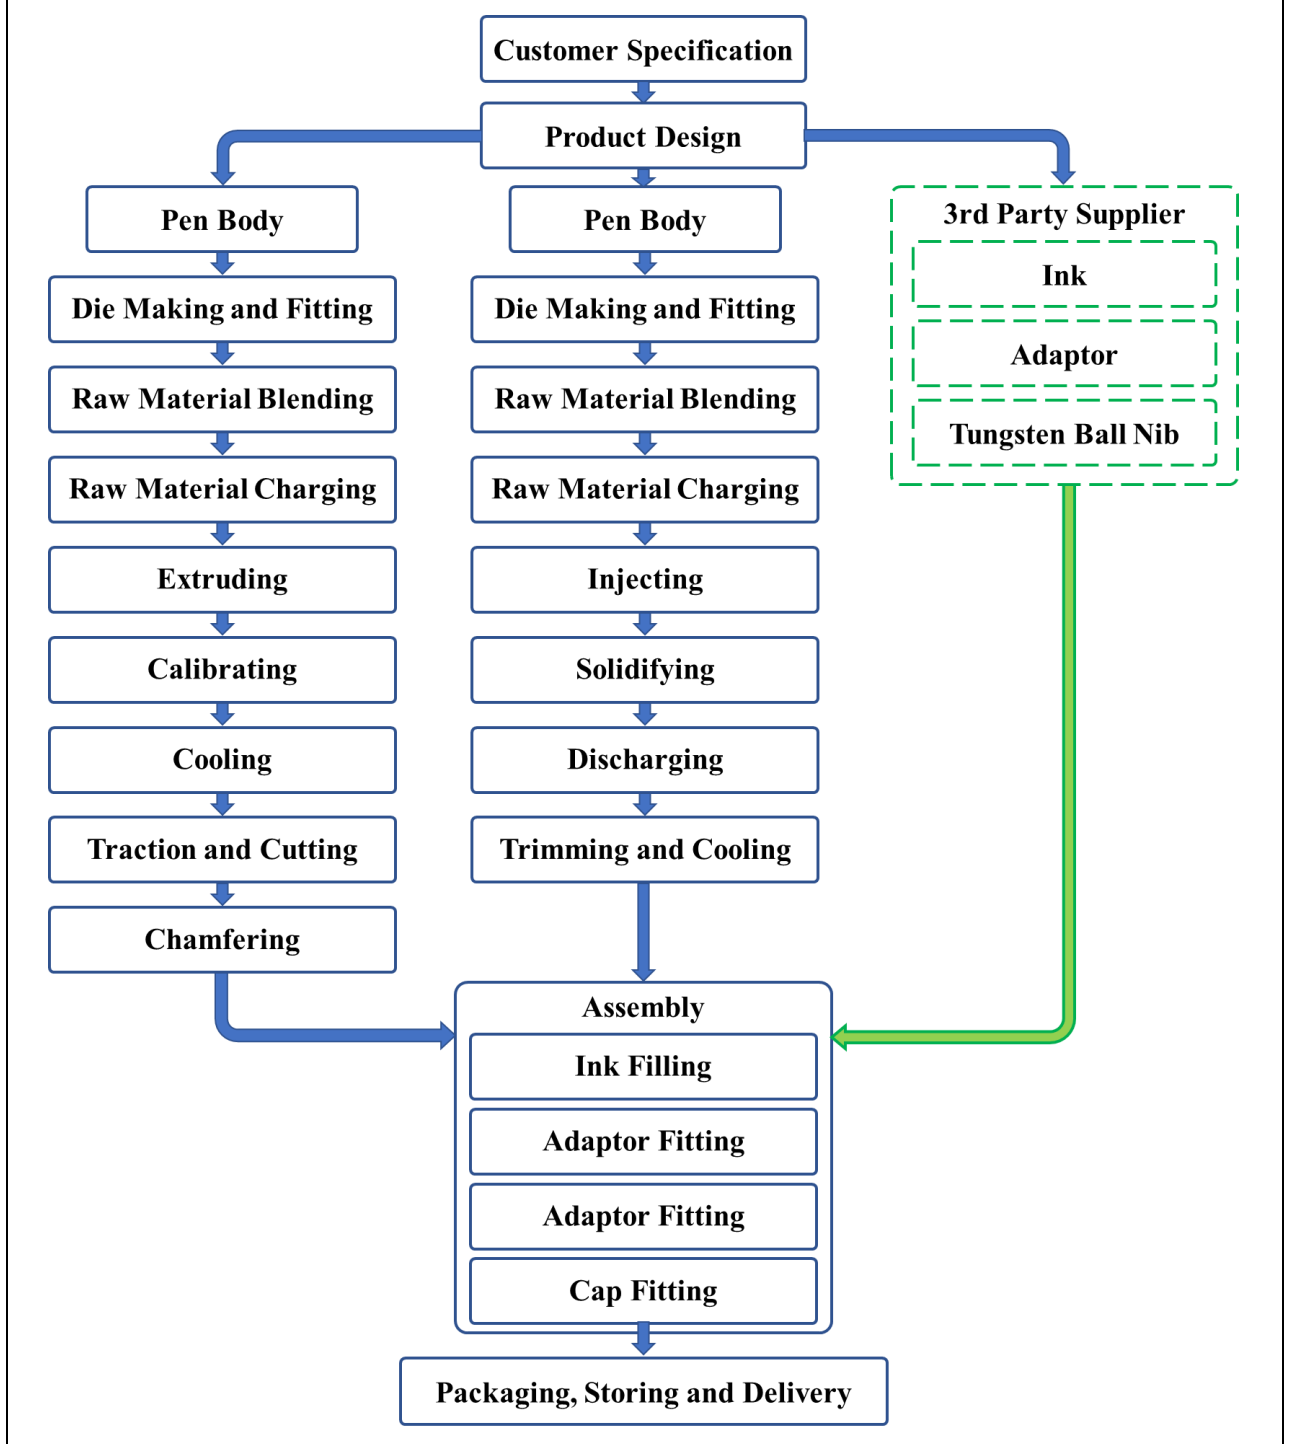 Customer Specification
Product Design
Pen Body
Die Making and Fitting
Raw Material Blending
Raw Material Charging
Extruding
Calibrating
Cooling
Traction and Cutting
Chamfering
Pen Body
Die Making and Fitting
Raw Material Blending
Raw Material Charging
Injecting
Solidifying
Discharging
Trimming and Cooling
3rd Party Supplier
Ink
Adaptor
Tungsten Ball Nib
Assembly
Ink Filling
Adaptor Fitting
Adaptor Fitting
Cap Fitting
Packaging, Storing and Delivery